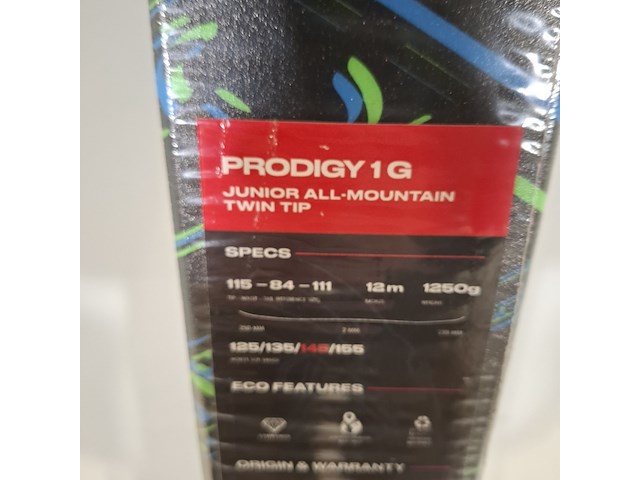 PRODIGY 1 G
JUNIOR ALL-MOUNTAIN
TWIN TIP
SPECS
115 – 84 – 111 12m 1250g
125/135/145/155
ECO FEATURES
ORIGIN & WARRANTY